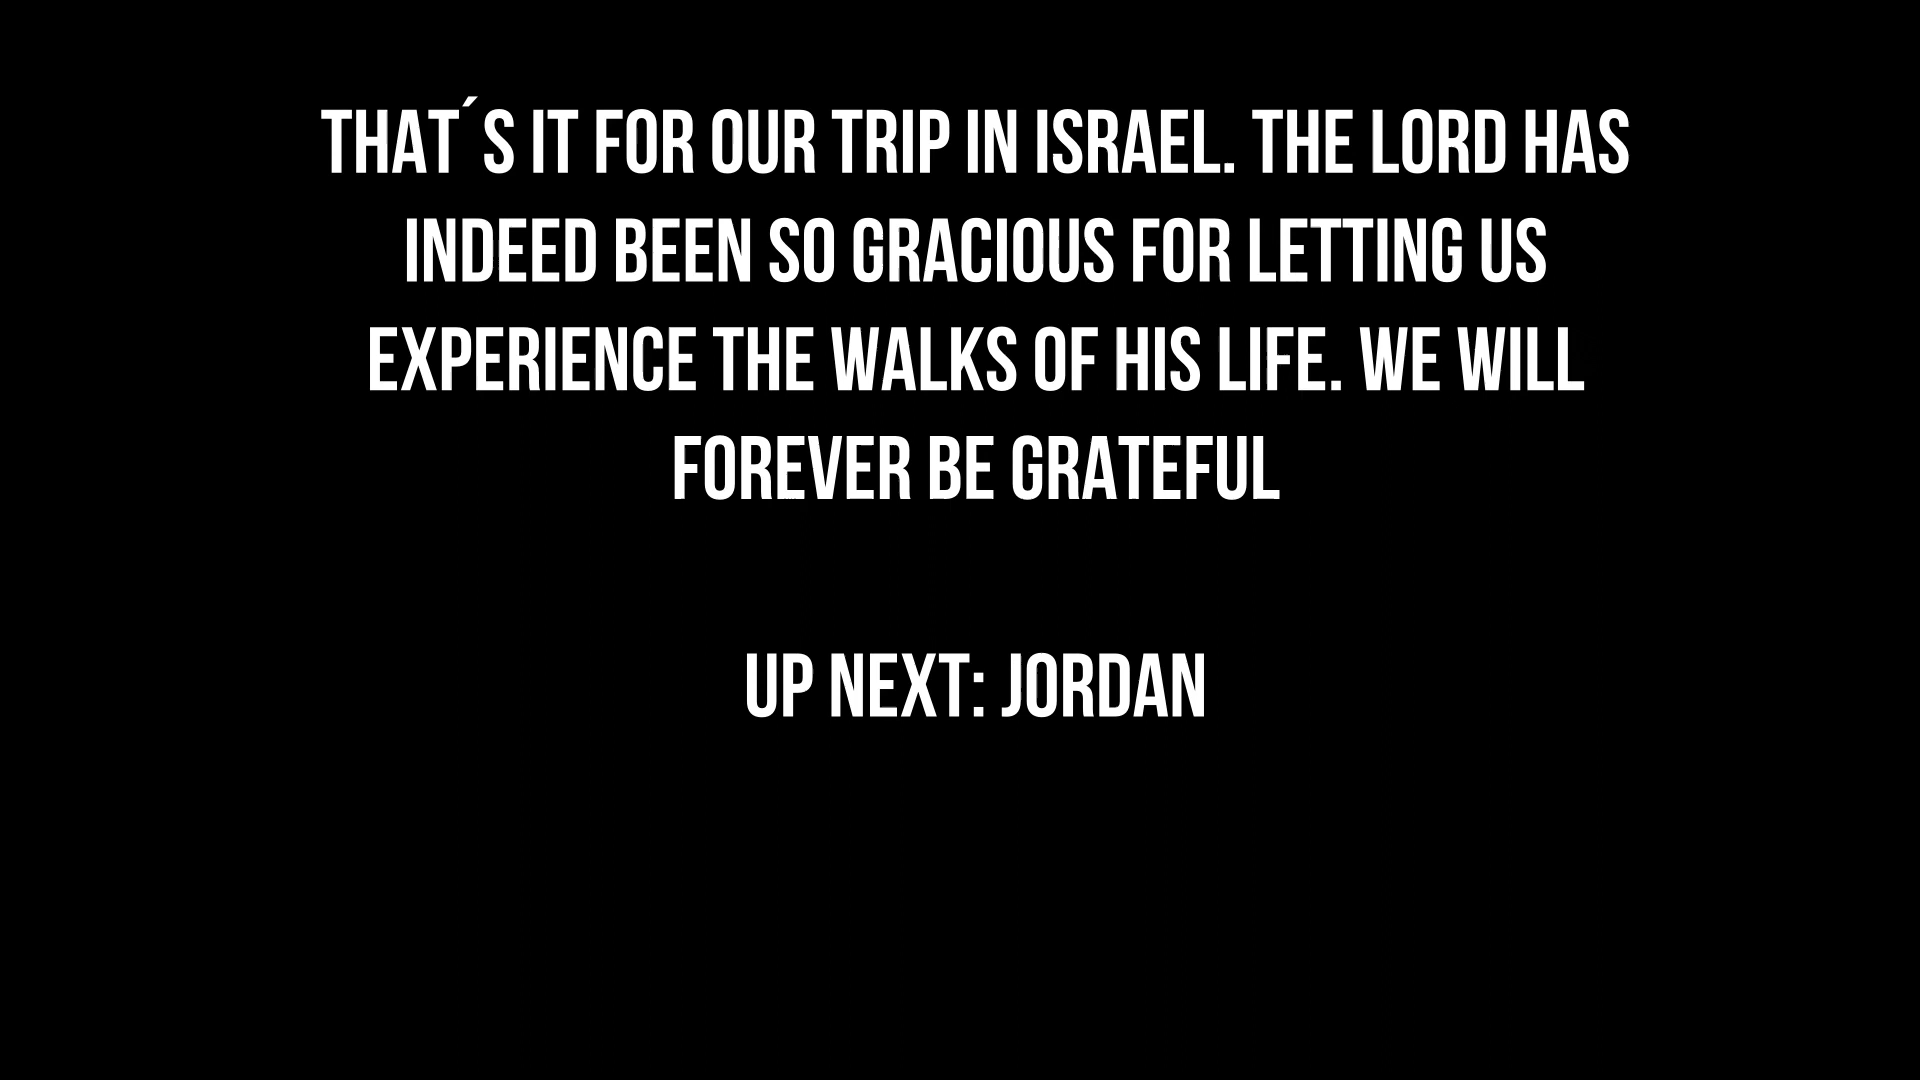 THAT´S IT FOR OUR TRIP IN ISRAEL. THE LORD HAS
INDEED BEEN SO GRACIOUS FOR LETTING US
EXPERIENCE THE WALKS OF HIS LIFE. WE WILL
FOREVER BE GRATEFUL
UP NEXT: JORDAN